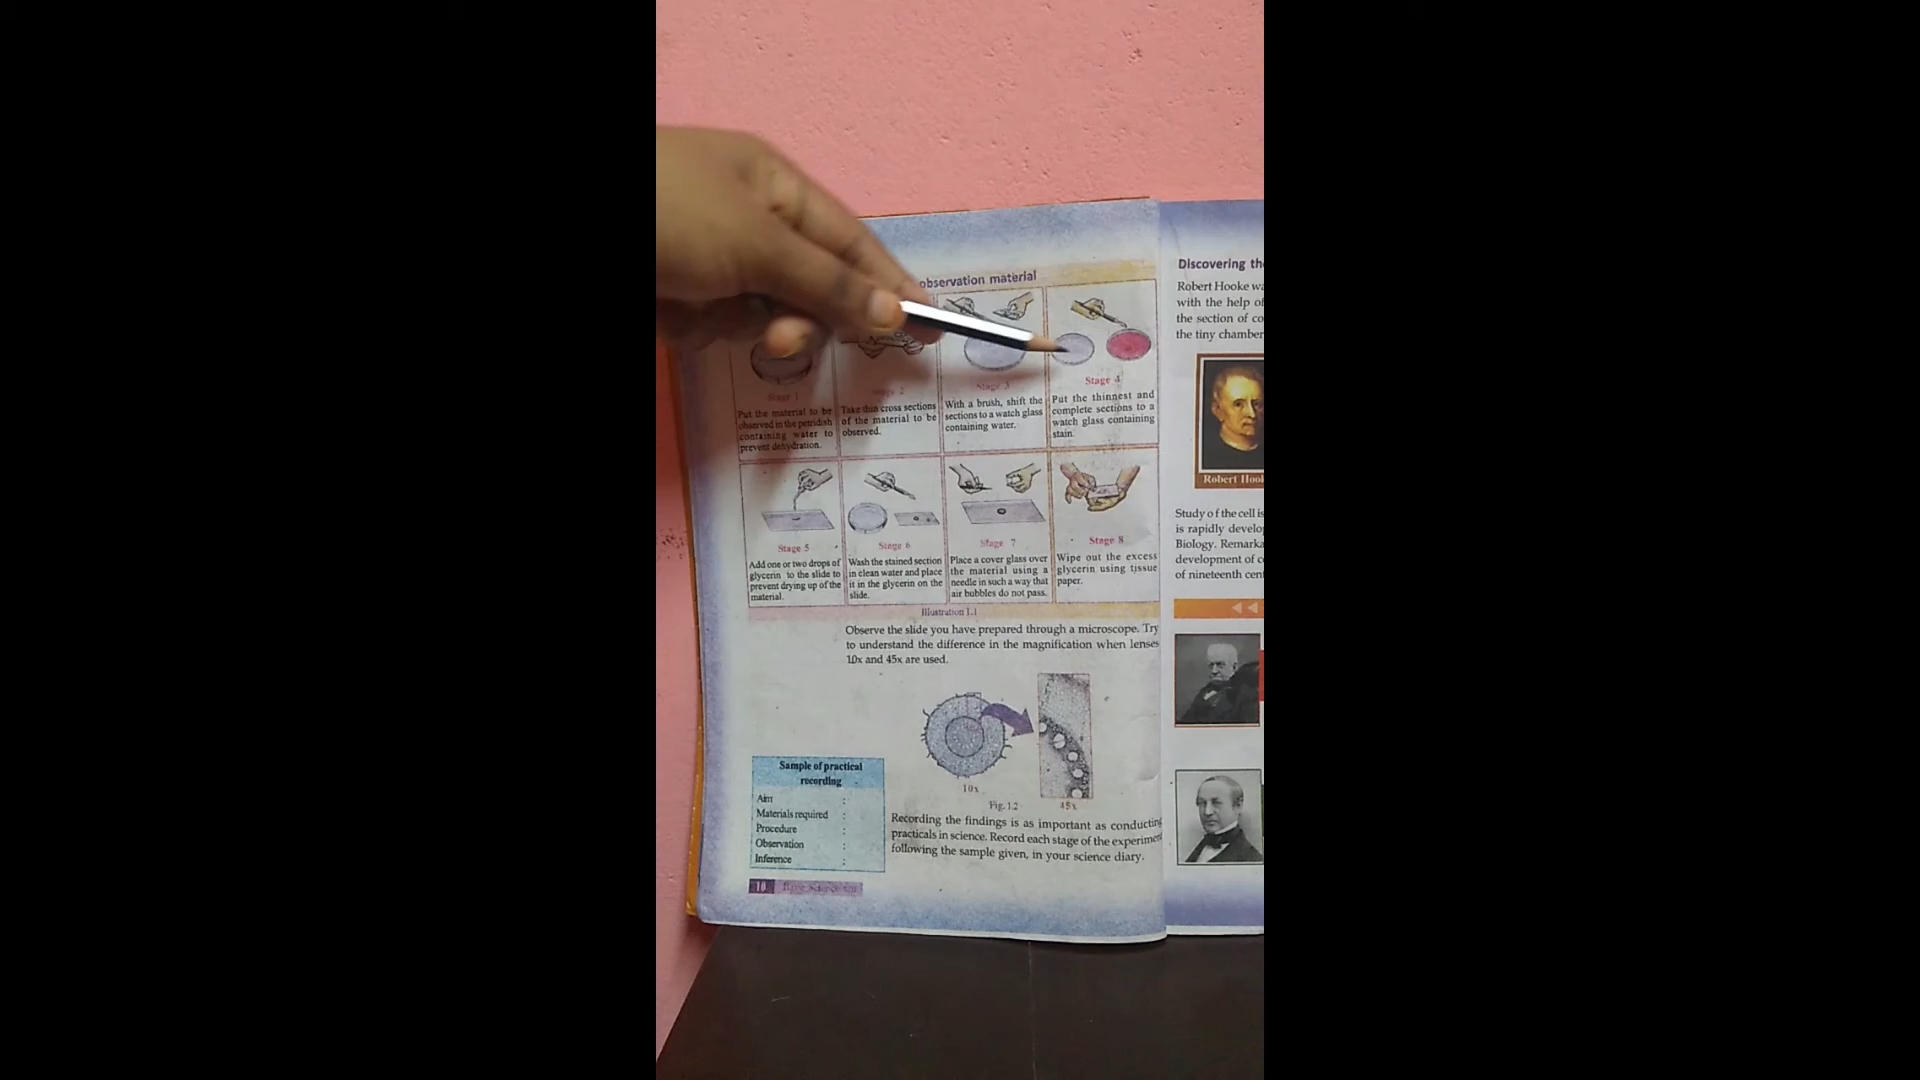 observation material
Stage 1
Put the material to be
observed in the petridish
containing water to
prevent dehydration.
Stage 2
Take thin cross sections
of the material to be
observed.
Stage 3
With a brush, shift the
sections to a watch glass
containing water.
Stage 4
Put the thinnest and
complete sections to a
watch glass containing
stain.
Stage 5
Add one or two drops of
glycerin to the slide to
prevent drying up of the
material.
Stage 6
Wash the stained section
in clean water and place
it in the glycerin on the
slide.
Stage 7
Place a cover glass over
the material using a
needle in such a way that
air bubbles do not pass.
Stage 8
Wipe out the excess
glycerin using tissue
paper.
Illustration 1.1
Observe the slide you have prepared through a microscope. Try
to understand the difference in the magnification when lenses
10x and 45x are used.
10x
45x
Fig. 1.2
Sample of practical
recording
Aim :
Materials required :
Procedure :
Observation :
Inference :
Recording the findings is as important as conducting
practicals in science. Record each stage of the experiment
following the sample given, in your science diary.
Discovering the
Robert Hooke wa
with the help of
the section of co
the tiny chamber
Robert Hook
Study of the cell is
is rapidly develo
Biology. Remarka
development of c
of nineteenth cent